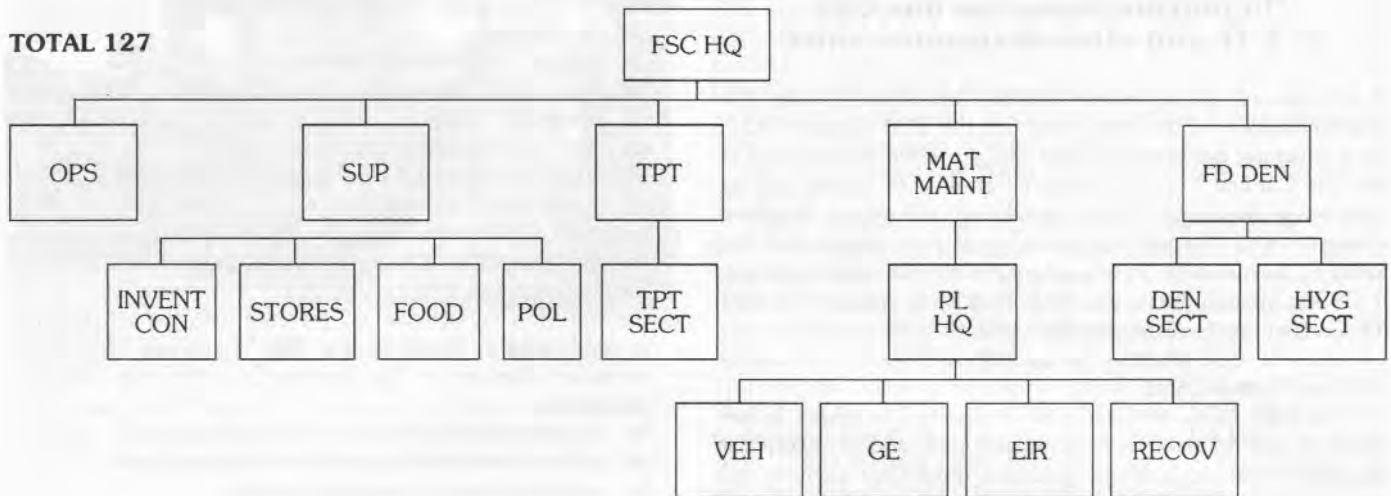 TOTAL 127
FSC HQ
OPS
SUP
TPT
MAT
MAINT
FD DEN
INVENT
CON
STORES
FOOD
POL
TPT
SECT
PL
HQ
DEN
SECT
HYG
SECT
VEH
GE
EIR
RECOV